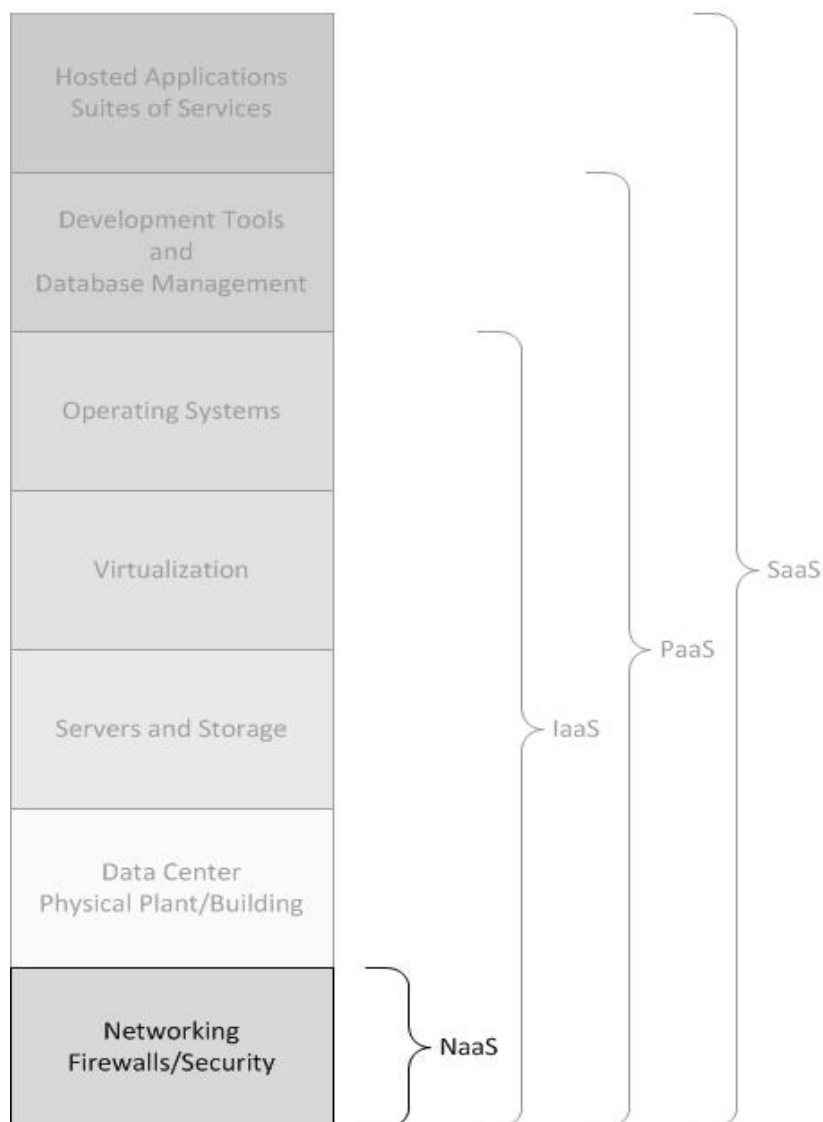 Hosted Applications
Suites of Services
Development Tools
and
Database Management
Operating Systems
Virtualization
SaaS
PaaS
Servers and Storage
IaaS
Data Center
Physical Plant/Building
Networking
Firewalls/Security
NaaS